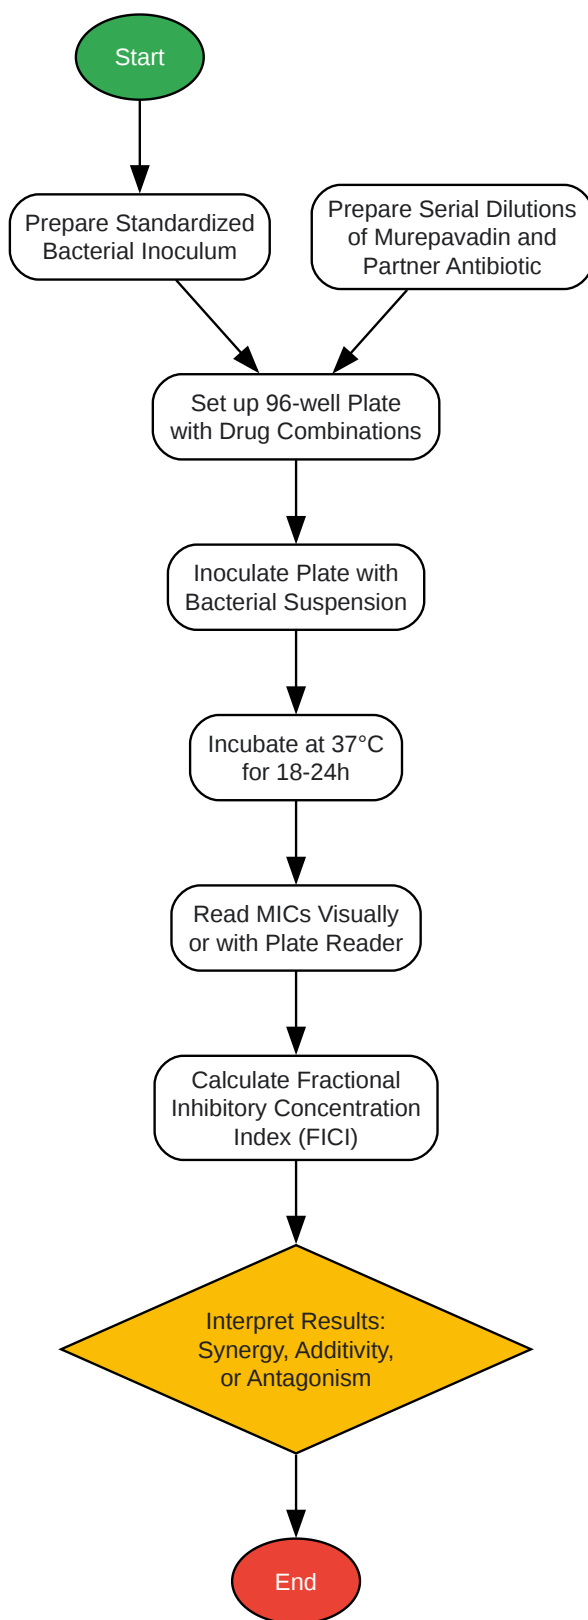 Start
Prepare Standardized
Bacterial Inoculum
Prepare Serial Dilutions
of Murepavadin and
Partner Antibiotic
Set up 96-well Plate
with Drug Combinations
Inoculate Plate with
Bacterial Suspension
Incubate at 37°C
for 18-24h
Read MICs Visually
or with Plate Reader
Calculate Fractional
Inhibitory Concentration
Index (FICI)
Interpret Results:
Synergy, Additivity,
or Antagonism
End